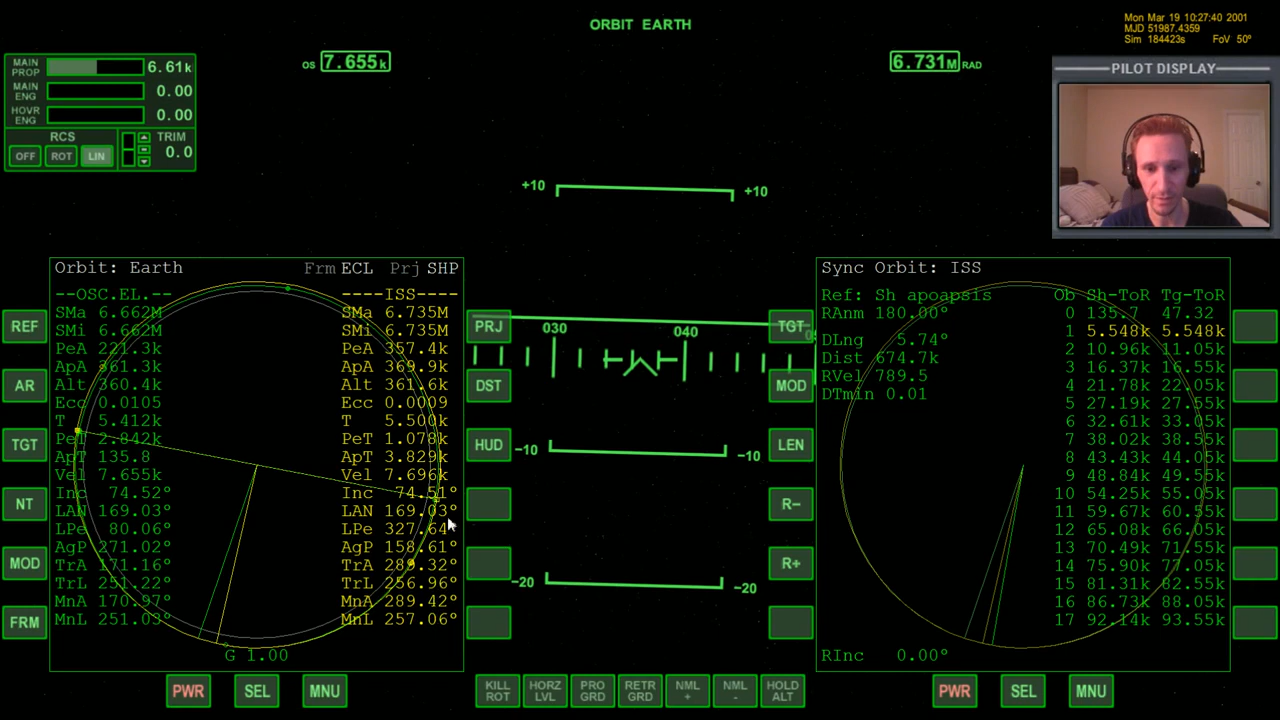 ORBIT EARTH
Mon Mar 19 10:27:40 2001
MJD 51987.4359
Sim 184423s FoV 50°
PILOT DISPLAY
MAIN PROP 6.61k
MAIN ENG 0.00
HOVR ENG 0.00
RCS TRIM
OFF ROT LIN 0.0
OS 7.655k
6.731M RAD
+10 +10
030 040
-10 -10
-20 -20
Orbit: Earth Frm ECL Prj SHP
--OSC.EL.-- ----ISS----
SMa 6.662M SMa 6.735M
SMi 6.662M SMi 6.735M
PeA 221.3k PeA 357.4k
ApA 361.3k ApA 369.9k
Alt 360.4k Alt 361.6k
Ecc 0.0105 Ecc 0.0009
T 5.412k T 5.500k
PeT 2.842k PeT 1.078k
ApT 135.8 ApT 3.829k
Vel 7.655k Vel 7.696k
Inc 74.52° Inc 74.51°
LAN 169.03° LAN 169.03°
LPe 80.06° LPe 327.64°
AgP 271.02° AgP 158.61°
TrA 171.16° TrA 289.32°
TrL 251.22° TrL 256.96°
MnA 170.97° MnA 289.42°
MnL 251.03° MnL 257.06°
G 1.00
REF
AR
TGT
NT
MOD
FRM
PRJ
DST
HUD
PWR SEL MNU
KILL ROT
HORZ LVL
PRO GRD
RETR GRD
NML +
NML -
HOLD ALT
TGT
MOD
LEN
R-
R+
Sync Orbit: ISS
Ref: Sh apoapsis
RAnm 180.00°
DLng 5.74°
Dist 674.7k
RVel 789.5
DTmin 0.01
Ob Sh-ToR Tg-ToR
0 135.7 47.32
1 5.548k 5.548k
2 10.96k 11.05k
3 16.37k 16.55k
4 21.78k 22.05k
5 27.19k 27.55k
6 32.61k 33.05k
7 38.02k 38.55k
8 43.43k 44.05k
9 48.84k 49.55k
10 54.25k 55.05k
11 59.67k 60.55k
12 65.08k 66.05k
13 70.49k 71.55k
14 75.90k 77.05k
15 81.31k 82.55k
16 86.73k 88.05k
17 92.14k 93.55k
RInc 0.00°
PWR SEL MNU